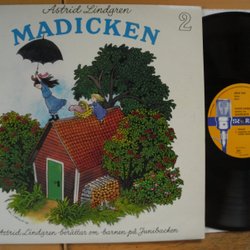 Astrid Lindgren
MADICKEN
2
Astrid Lindgren berättar om barnen på Junibacken